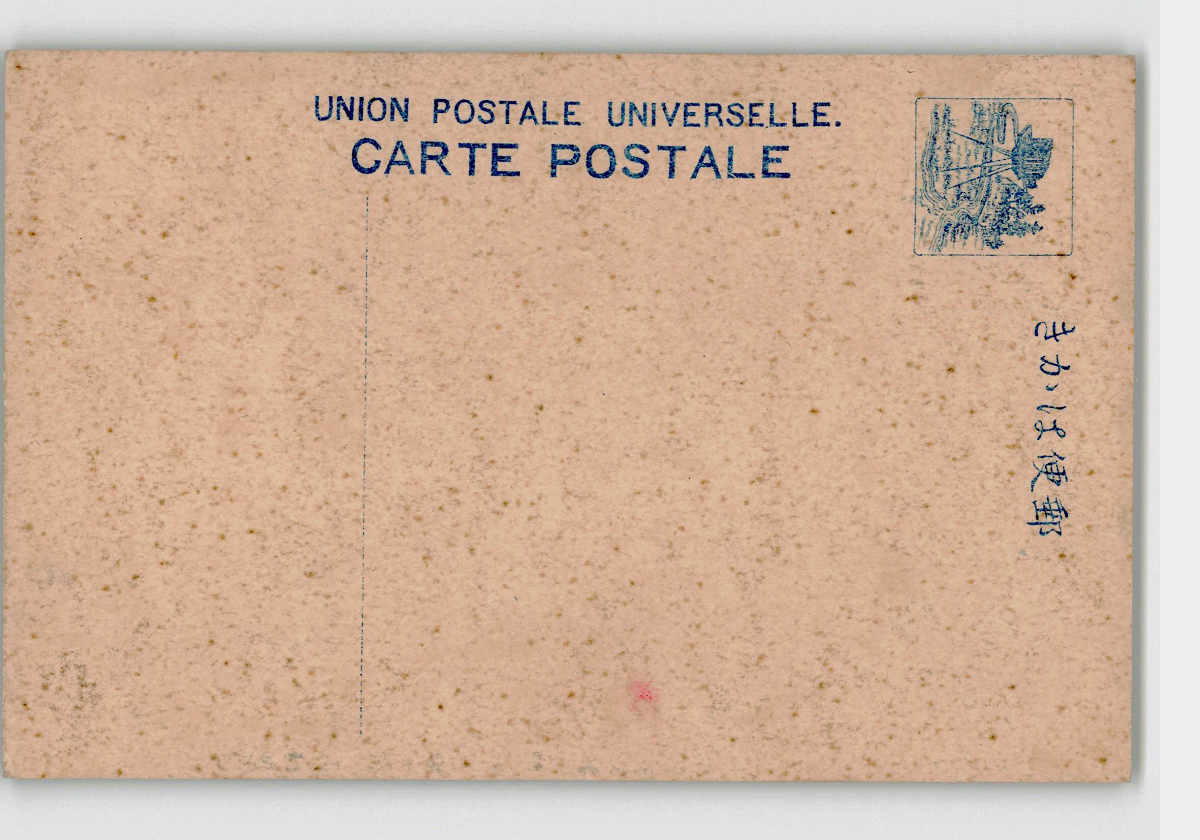 UNION POSTALE UNIVERSELLE.
CARTE POSTALE
郵便はかき